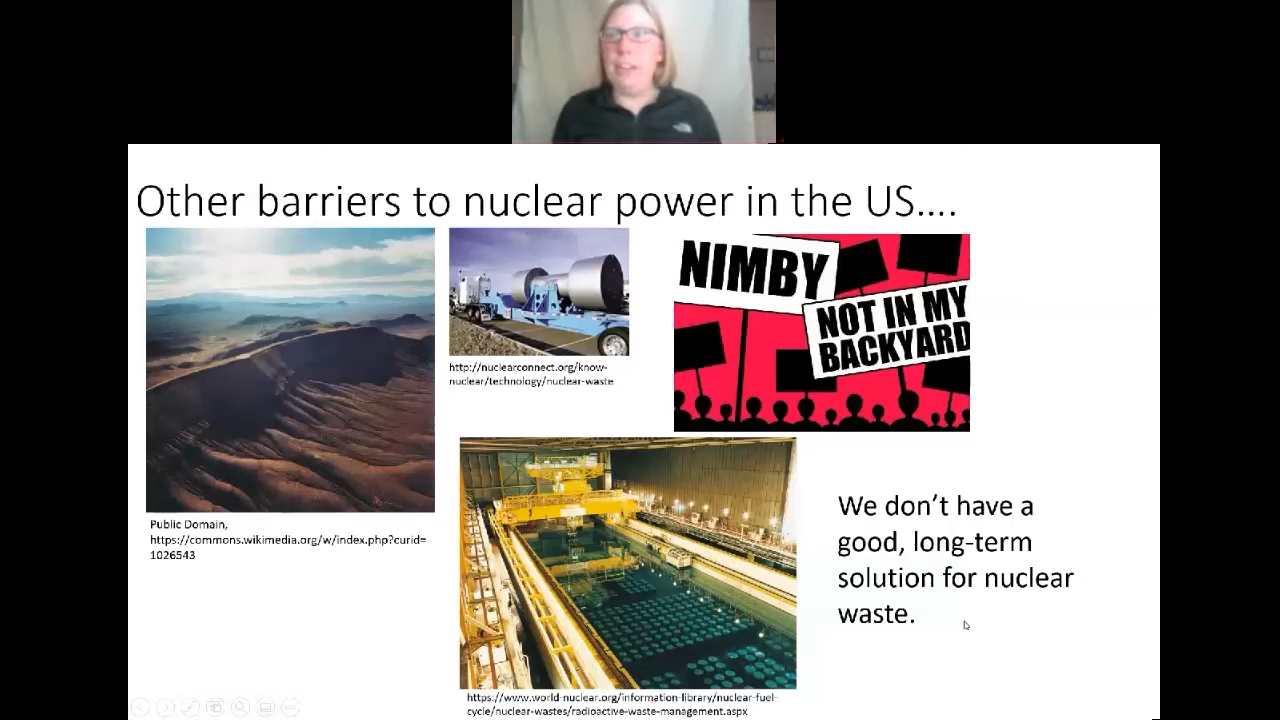 Other barriers to nuclear power in the US....
NIMBY
NOT IN MY
BACKYARD
http://nuclearconnect.org/know-
nuclear/technology/nuclear-waste
Public Domain,
https://commons.wikimedia.org/w/index.php?curid=
1026543
We don’t have a
good, long-term
solution for nuclear
waste.
https://www.world-nuclear.org/information-library/nuclear-fuel-
cycle/nuclear-wastes/radioactive-waste-management.aspx